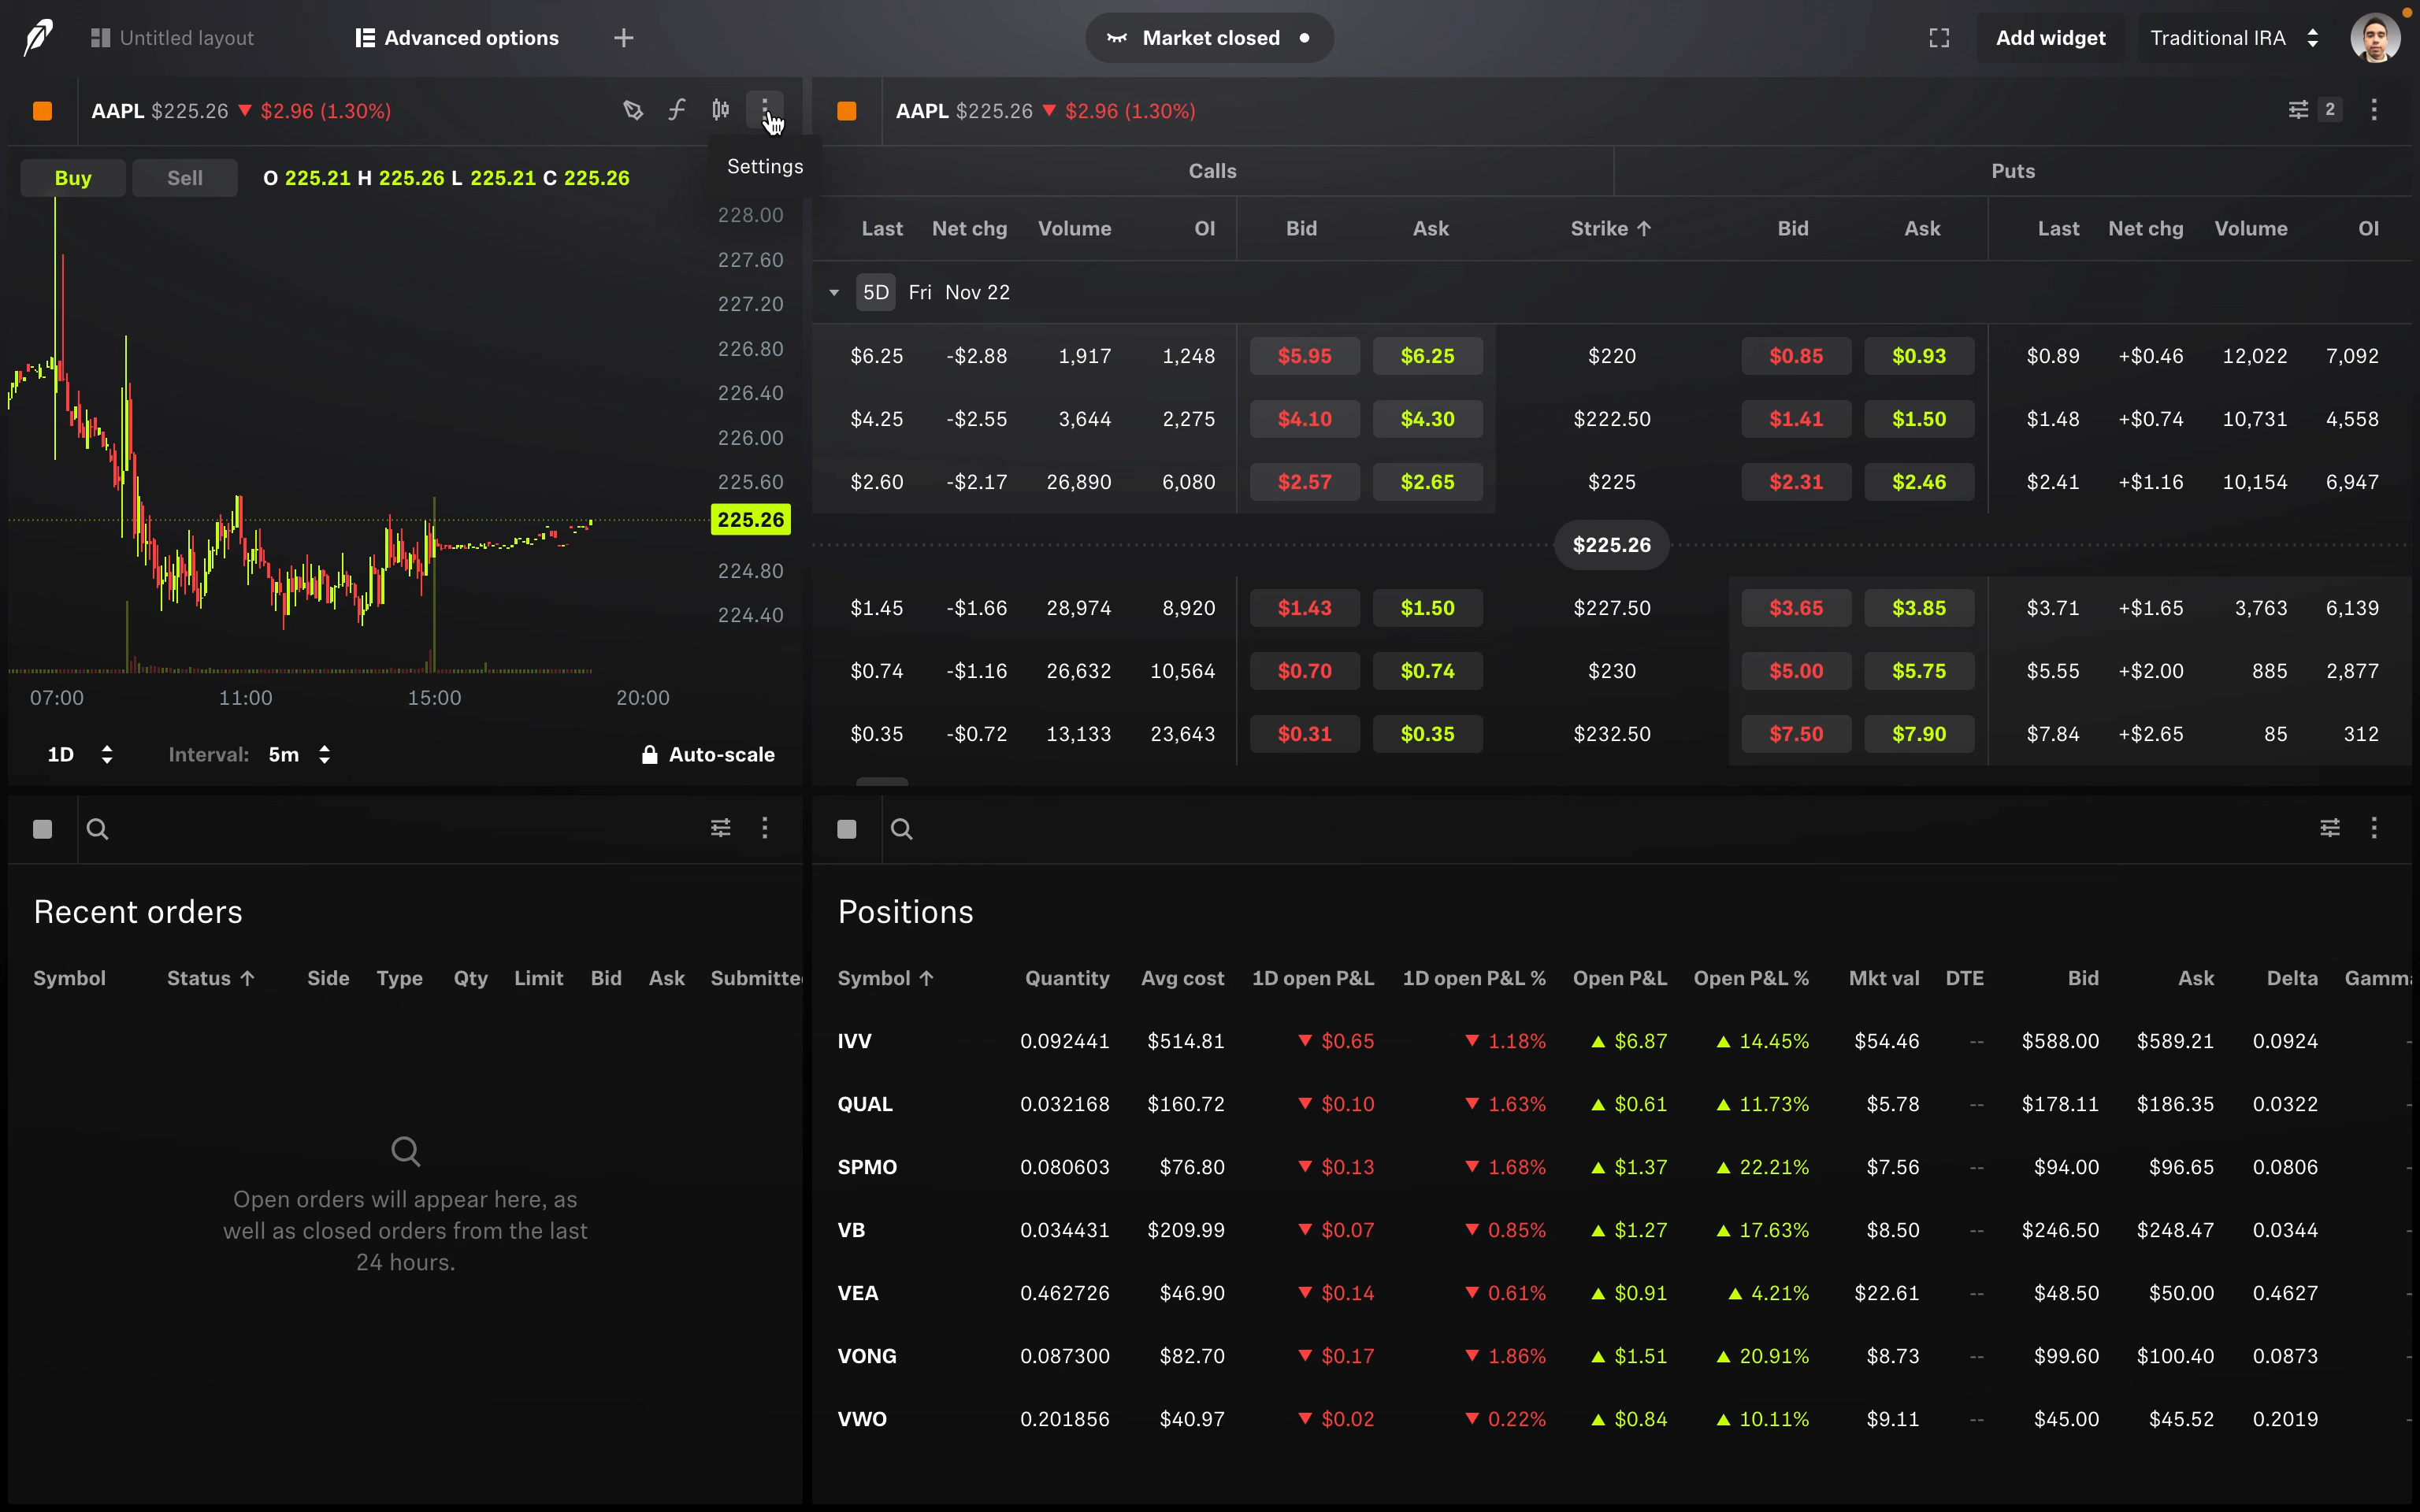 Untitled layout
Advanced options
Market closed
Add widget
Traditional IRA
AAPL $225.26 ▼ $2.96 (1.30%)
Settings
Buy Sell O 225.21 H 225.26 L 225.21 C 225.26
228.00
227.60
227.20
226.80
226.40
226.00
225.60
225.26
224.80
224.40
07:00 11:00 15:00 20:00
1D Interval: 5m Auto-scale
AAPL $225.26 ▼ $2.96 (1.30%) 2
Calls Puts
Last Net chg Volume OI Bid Ask Strike ↑ Bid Ask Last Net chg Volume OI
5D Fri Nov 22
$6.25 -$2.88 1,917 1,248 $5.95 $6.25 $220 $0.85 $0.93 $0.89 +$0.46 12,022 7,092
$4.25 -$2.55 3,644 2,275 $4.10 $4.30 $222.50 $1.41 $1.50 $1.48 +$0.74 10,731 4,558
$2.60 -$2.17 26,890 6,080 $2.57 $2.65 $225 $2.31 $2.46 $2.41 +$1.16 10,154 6,947
$225.26
$1.45 -$1.66 28,974 8,920 $1.43 $1.50 $227.50 $3.65 $3.85 $3.71 +$1.65 3,763 6,139
$0.74 -$1.16 26,632 10,564 $0.70 $0.74 $230 $5.00 $5.75 $5.55 +$2.00 885 2,877
$0.35 -$0.72 13,133 23,643 $0.31 $0.35 $232.50 $7.50 $7.90 $7.84 +$2.65 85 312
Recent orders
Symbol Status ↑ Side Type Qty Limit Bid Ask Submitte
Open orders will appear here, as
well as closed orders from the last
24 hours.
Positions
Symbol ↑ Quantity Avg cost 1D open P&L 1D open P&L % Open P&L Open P&L % Mkt val DTE Bid Ask Delta Gamm
IVV 0.092441 $514.81 ▼ $0.65 ▼ 1.18% ▲ $6.87 ▲ 14.45% $54.46 -- $588.00 $589.21 0.0924
QUAL 0.032168 $160.72 ▼ $0.10 ▼ 1.63% ▲ $0.61 ▲ 11.73% $5.78 -- $178.11 $186.35 0.0322
SPMO 0.080603 $76.80 ▼ $0.13 ▼ 1.68% ▲ $1.37 ▲ 22.21% $7.56 -- $94.00 $96.65 0.0806
VB 0.034431 $209.99 ▼ $0.07 ▼ 0.85% ▲ $1.27 ▲ 17.63% $8.50 -- $246.50 $248.47 0.0344
VEA 0.462726 $46.90 ▼ $0.14 ▼ 0.61% ▲ $0.91 ▲ 4.21% $22.61 -- $48.50 $50.00 0.4627
VONG 0.087300 $82.70 ▼ $0.17 ▼ 1.86% ▲ $1.51 ▲ 20.91% $8.73 -- $99.60 $100.40 0.0873
VWO 0.201856 $40.97 ▼ $0.02 ▼ 0.22% ▲ $0.84 ▲ 10.11% $9.11 -- $45.00 $45.52 0.2019